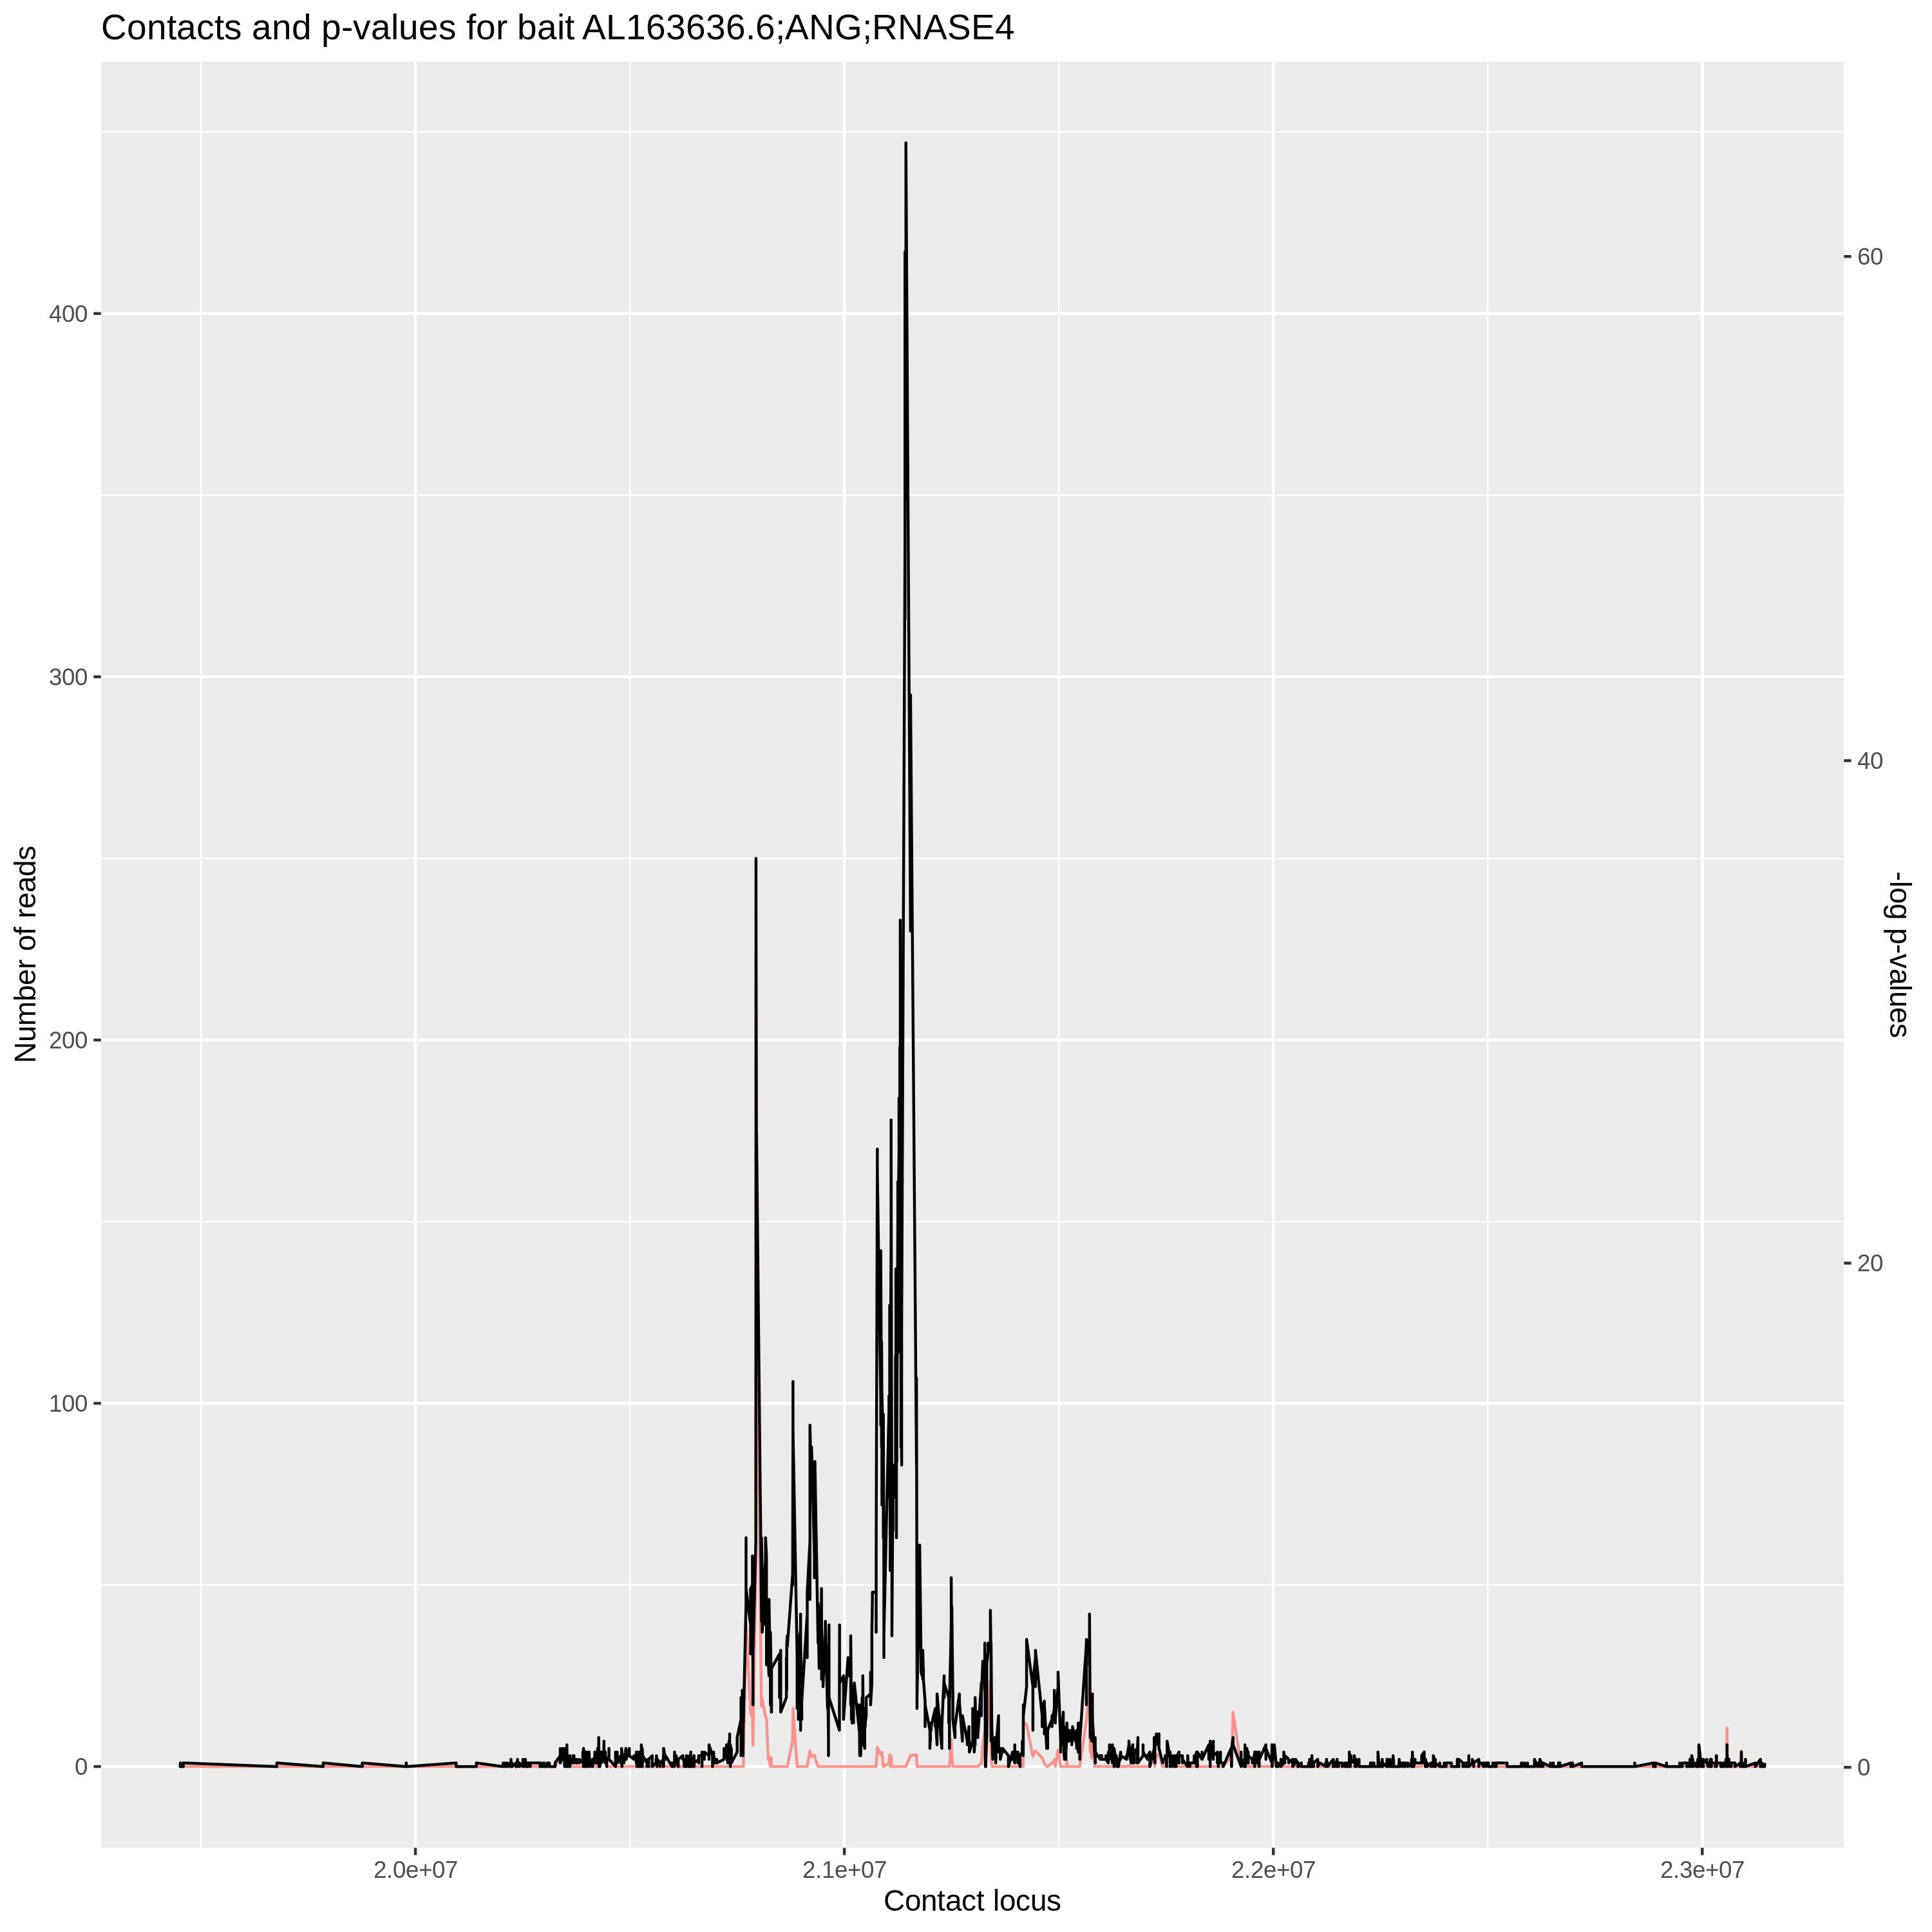 Contacts and p-values for bait AL163636.6;ANG;RNASE4
400
300
200
100
0
Number of reads
60
40
20
0
-log p-values
2.0e+07
2.1e+07
2.2e+07
2.3e+07
Contact locus